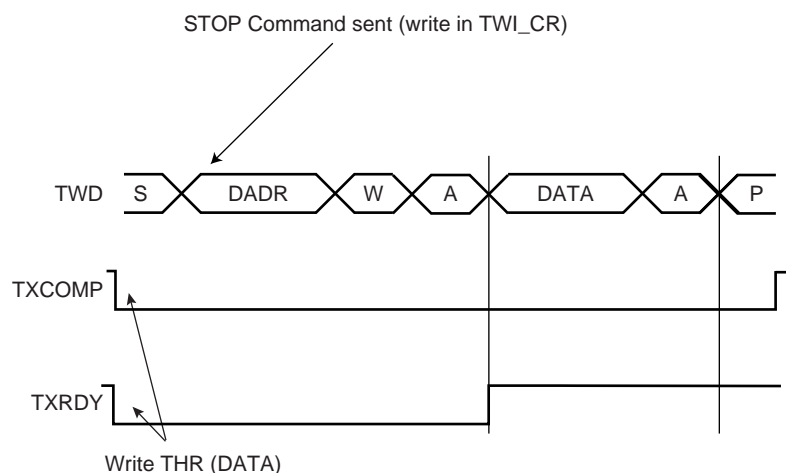 STOP Command sent (write in TWI_CR)
TWD S DADR W A DATA A P
TXCOMP
TXRDY
Write THR (DATA)